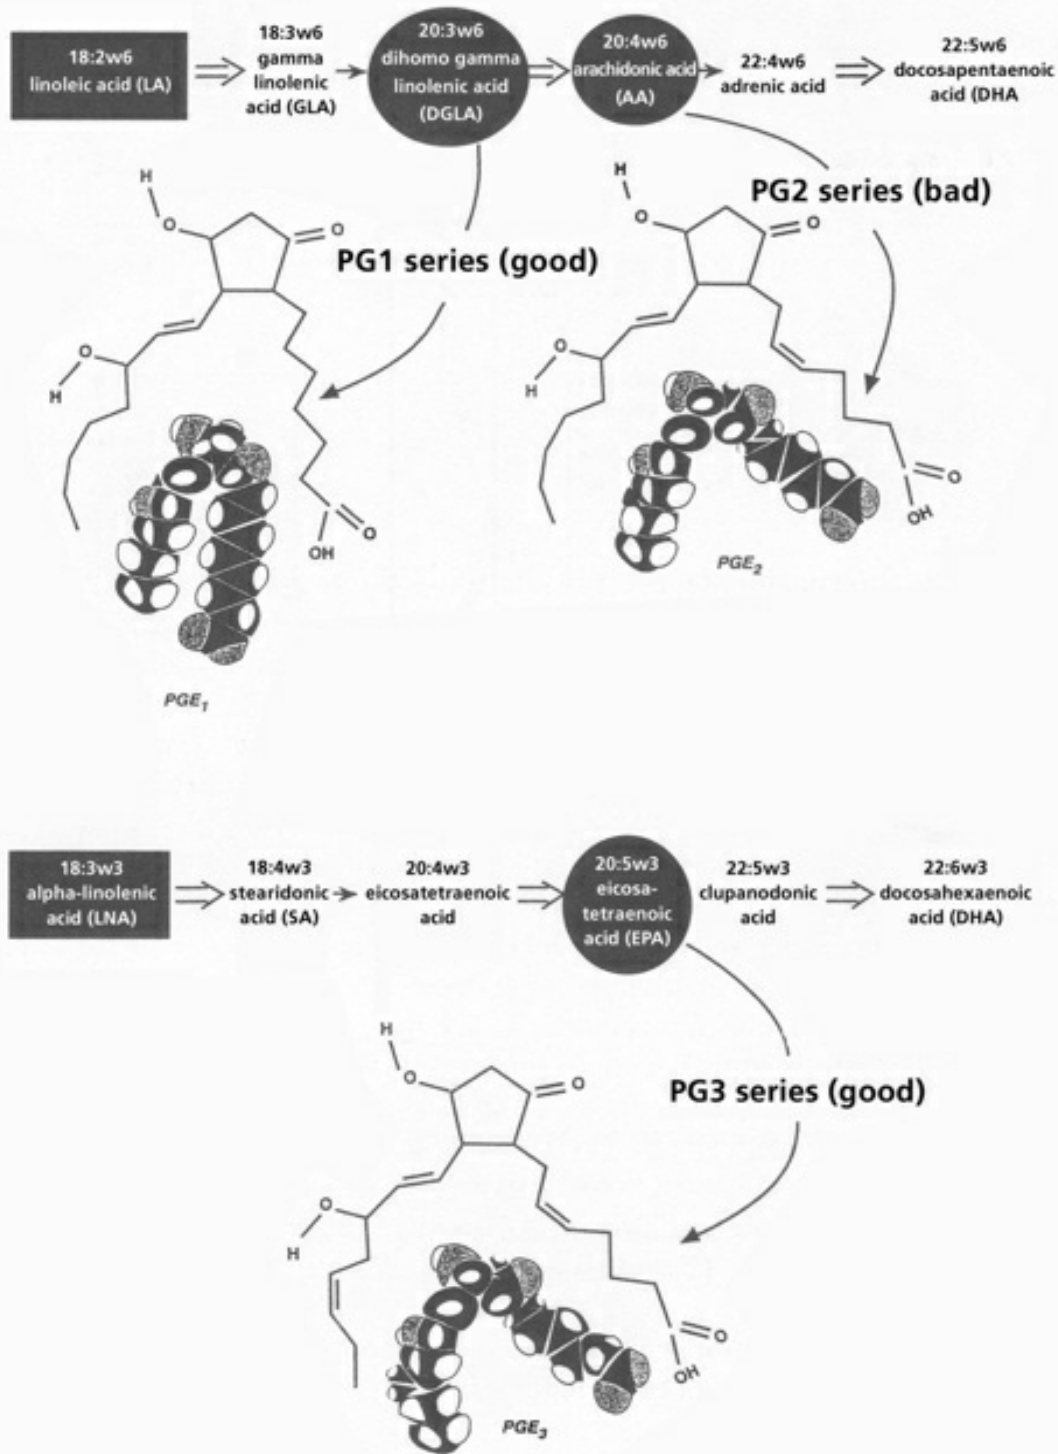 18:2w6
linoleic acid (LA)
18:3w6
gamma
linolenic
acid (GLA)
20:3w6
dihomo gamma
linolenic acid
(DGLA)
20:4w6
arachidonic acid
(AA)
22:4w6
adrenic acid
22:5w6
docosapentaenoic
acid (DHA
PG1 series (good)
PG2 series (bad)
H
O
O
O
H
O
OH
PGE1
H
O
O
O
H
O
OH
PGE2
18:3w3
alpha-linolenic
acid (LNA)
18:4w3
stearidonic
acid (SA)
20:4w3
eicosatetraenoic
acid
20:5w3
eicosa-
tetraenoic
acid (EPA)
22:5w3
clupanodonic
acid
22:6w3
docosahexaenoic
acid (DHA)
PG3 series (good)
H
O
O
O
H
O
OH
PGE3